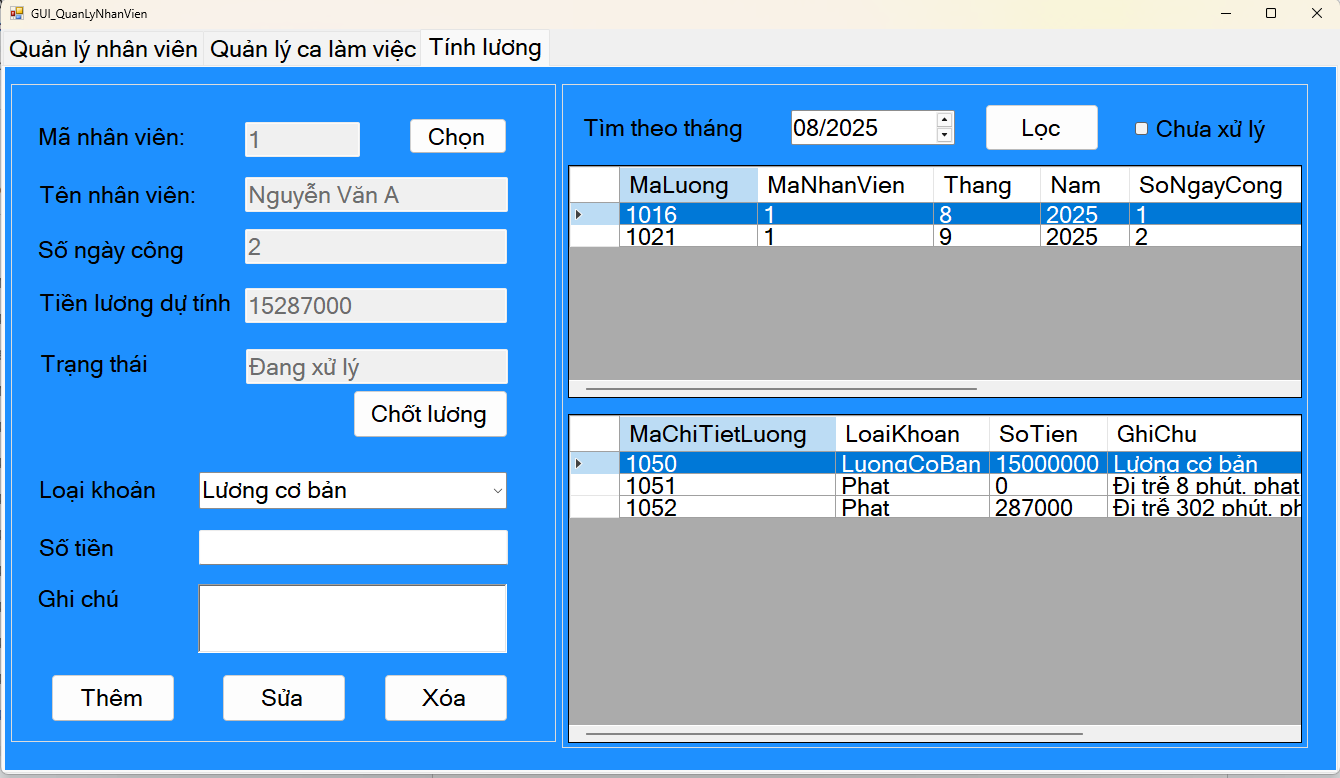 GUI_QuanLyNhanVien
Quản lý nhân viên Quản lý ca làm việc Tính lương
Mã nhân viên: 1 Chọn
Tên nhân viên: Nguyễn Văn A
Số ngày công 2
Tiền lương dự tính 15287000
Trạng thái Đang xử lý
Chốt lương
Loại khoản Lương cơ bản
Số tiền
Ghi chú
Thêm Sửa Xóa
Tìm theo tháng 08/2025 Lọc Chưa xử lý
MaLuong MaNhanVien Thang Nam SoNgayCong
1016 1 8 2025 1
1021 1 9 2025 2
MaChiTietLuong LoaiKhoan SoTien GhiChu
1050 LuongCoBan 15000000 Lương cơ bản
1051 Phat 0 Đi trễ 8 phút, phạt
1052 Phat 287000 Đi trễ 302 phút,